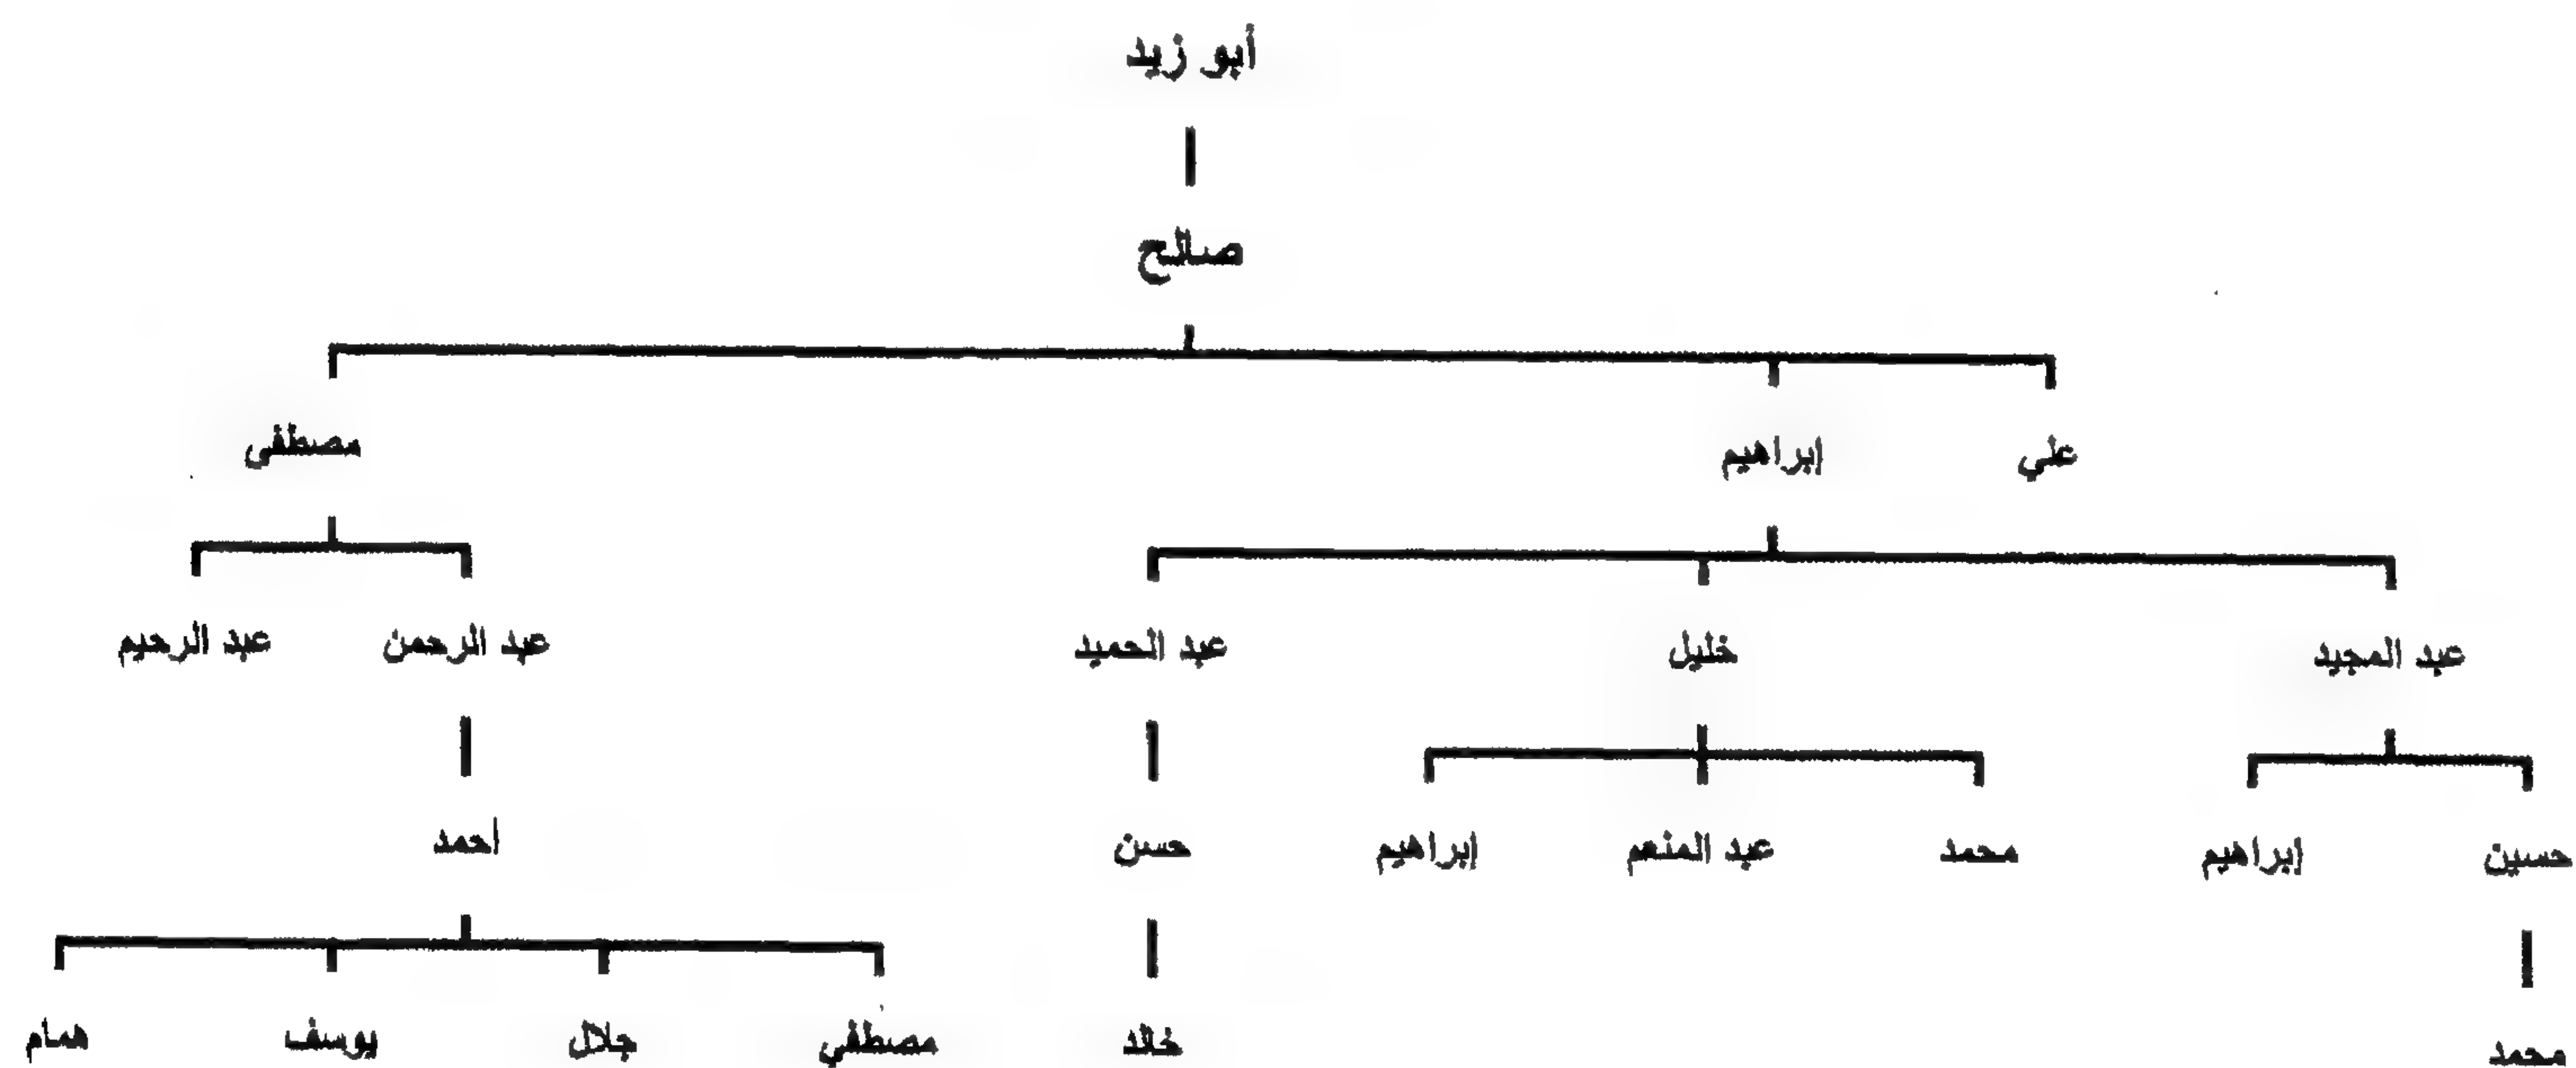 أبو زيد
صالح
علي إبراهيم مصطفى
عبد المجيد خليل عبد الحميد عبد الرحمن عبد الرحيم
حسين إبراهيم محمد عبد المنعم إبراهيم حسن أحمد
محمد خالد مصطفي جلال يوسف همام